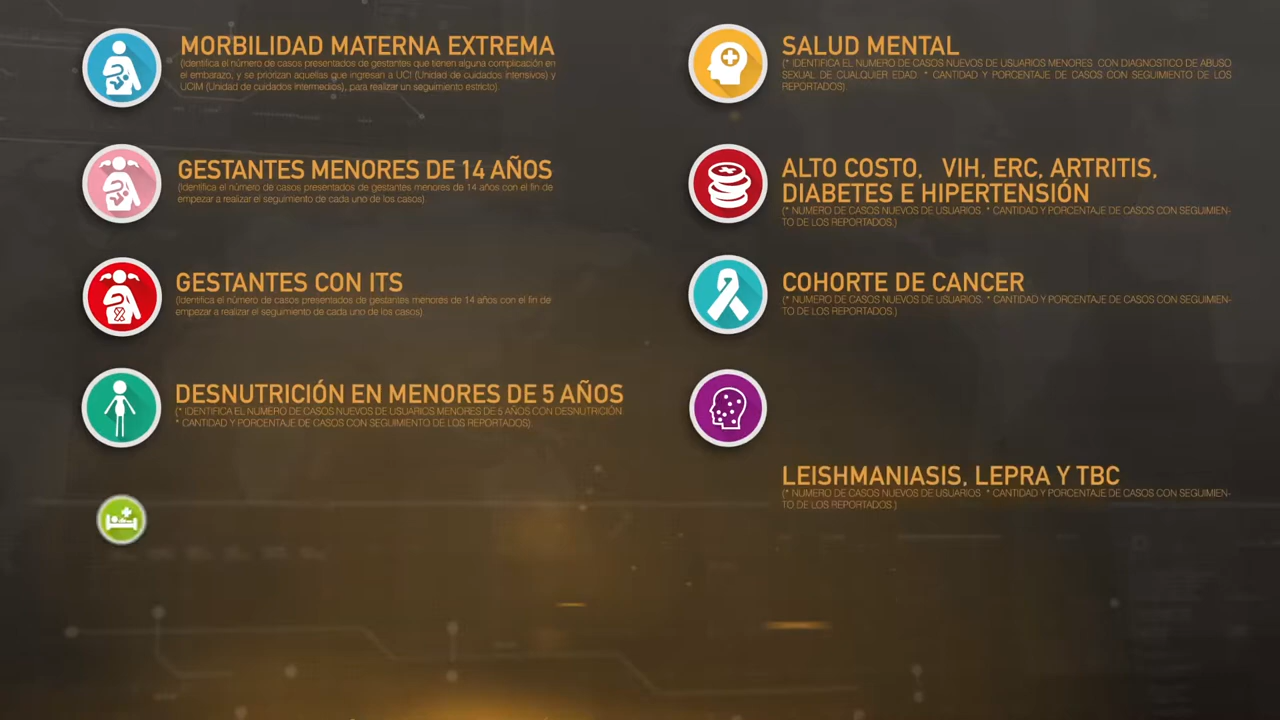 MORBILIDAD MATERNA EXTREMA
(Identifica el número de casos presentados de gestantes que tienen alguna complicación en
el embarazo, y se priorizan aquellas que ingresan a UCI (Unidad de cuidados intensivos) y
UCIM (Unidad de cuidados intermedios), para realizar un seguimiento estricto).
GESTANTES MENORES DE 14 AÑOS
(Identifica el número de casos presentados de gestantes menores de 14 años con el fin de
empezar a realizar el seguimiento de cada uno de los casos)
GESTANTES CON ITS
(Identifica el número de casos presentados de gestantes menores de 14 años con el fin de
empezar a realizar el seguimiento de cada uno de los casos)
DESNUTRICIÓN EN MENORES DE 5 AÑOS
(* IDENTIFICA EL NUMERO DE CASOS NUEVOS DE USUARIOS MENORES DE 5 AÑOS CON DESNUTRICIÓN.
* CANTIDAD Y PORCENTAJE DE CASOS CON SEGUIMIENTO DE LOS REPORTADOS)
SALUD MENTAL
(* IDENTIFICA EL NUMERO DE CASOS NUEVOS DE USUARIOS MENORES CON DIAGNOSTICO DE ABUSO
SEXUAL DE CUALQUIER EDAD. * CANTIDAD Y PORCENTAJE DE CASOS CON SEGUIMIENTO DE LOS
REPORTADOS).
ALTO COSTO, VIH, ERC, ARTRITIS,
DIABETES E HIPERTENSIÓN
(* NUMERO DE CASOS NUEVOS DE USUARIOS. * CANTIDAD Y PORCENTAJE DE CASOS CON SEGUIMIEN-
TO DE LOS REPORTADOS.)
COHORTE DE CANCER
(* NUMERO DE CASOS NUEVOS DE USUARIOS. * CANTIDAD Y PORCENTAJE DE CASOS CON SEGUIMIEN-
TO DE LOS REPORTADOS.)
LEISHMANIASIS, LEPRA Y TBC
(* NUMERO DE CASOS NUEVOS DE USUARIOS * CANTIDAD Y PORCENTAJE DE CASOS CON SEGUIMIEN-
TO DE LOS REPORTADOS.)